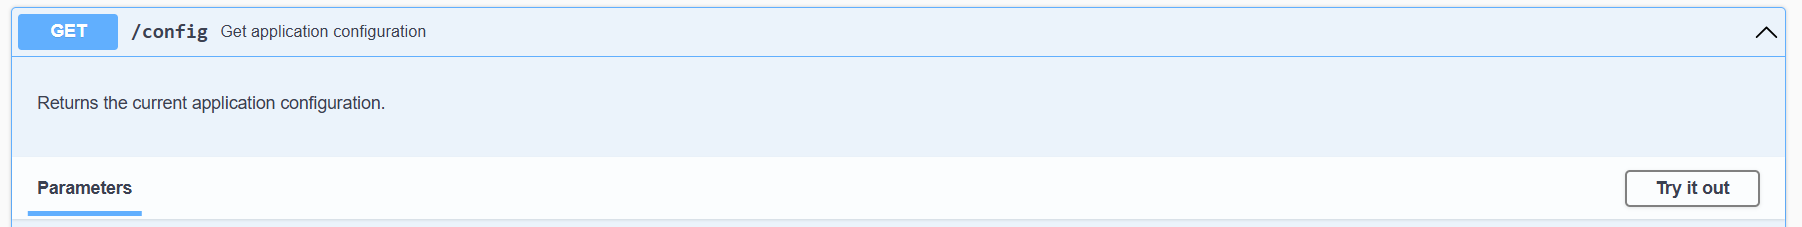 GET /config Get application configuration
Returns the current application configuration.
Parameters Try it out